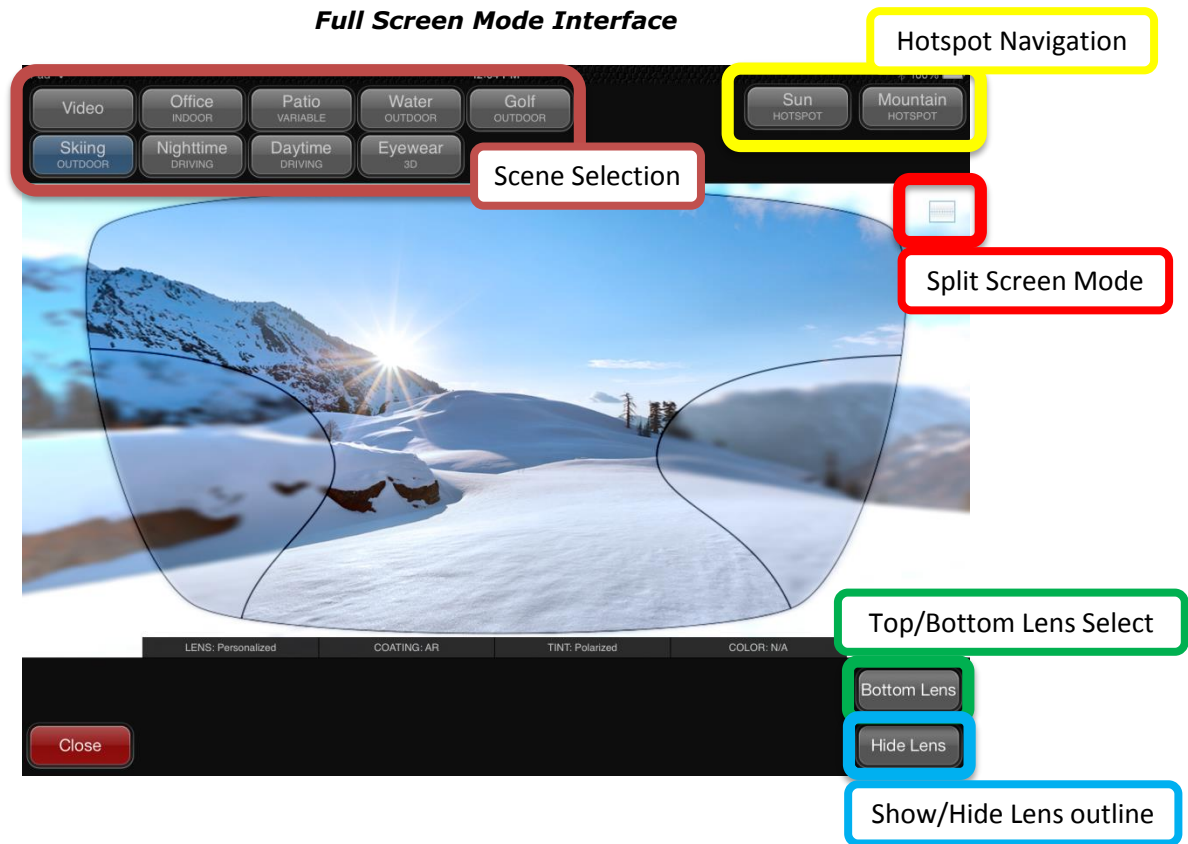 Full Screen Mode Interface
Hotspot Navigation
Video
Office
INDOOR
Patio
VARIABLE
Water
OUTDOOR
Golf
OUTDOOR
Sun
HOTSPOT
Mountain
HOTSPOT
Skiing
OUTDOOR
Nighttime
DRIVING
Daytime
DRIVING
Eyewear
3D
Scene Selection
Split Screen Mode
Top/Bottom Lens Select
LENS: Personalized COATING: AR TINT: Polarized COLOR: N/A
Bottom Lens
Close
Hide Lens
Show/Hide Lens outline